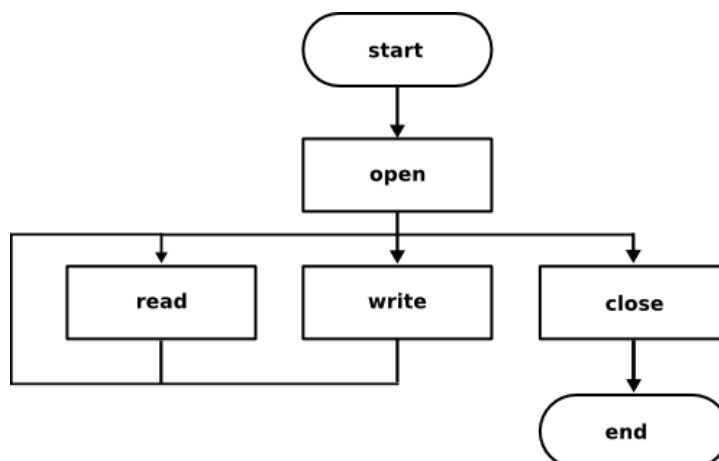 start
open
read
write
close
end